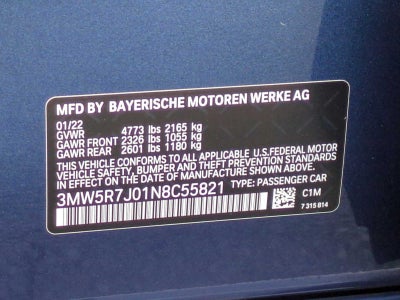 MFD BY BAYERISCHE MOTOREN WERKE AG
01/22
GVWR 4773 lbs 2165 kg
GAWR FRONT 2326 lbs 1055 kg
GAWR REAR 2601 lbs 1180 kg
THIS VEHICLE CONFORMS TO ALL APPLICABLE
U.S.FEDERAL MOTOR VEHICLE SAFETY, BUMPER, AND
THEFT PREVENTION STANDARDS IN EFFECT ON THE
DATE OF MANUFACTURE SHOWN ABOVE.
3MW5R7J01N8C55821 TYPE: PASSENGER CAR
C1M
7 315 814